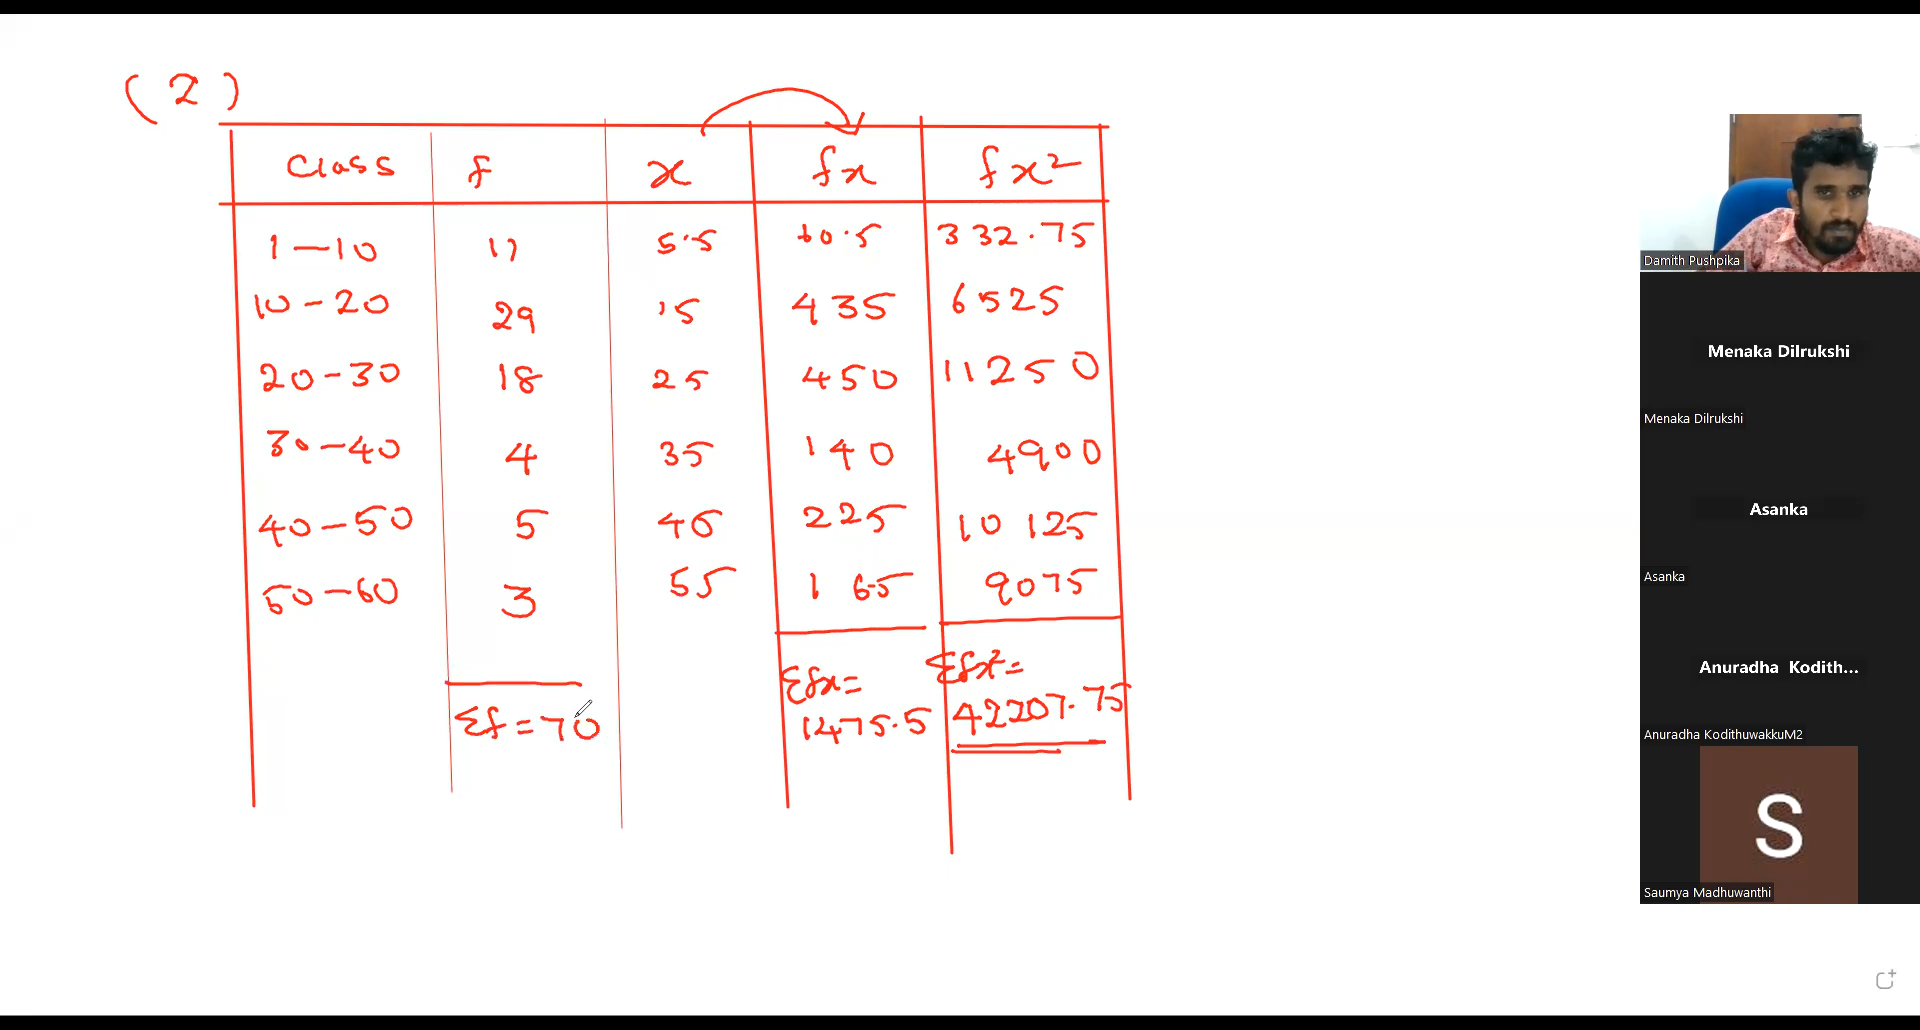 (2)
Class f x fx fx²
1-10 11 5.5 60.5 332.75
10-20 29 15 435 6525
20-30 18 25 450 11250
30-40 4 35 140 4900
40-50 5 45 225 10125
50-60 3 55 165 9075
Σf=70
Σfx=
1475.5
Σfx²=
42207.75
Damith Pushpika
Menaka Dilrukshi
Menaka Dilrukshi
Asanka
Asanka
Anuradha Kodith...
Anuradha KodithuwakkuM2
S
Saumya Madhuwanthi